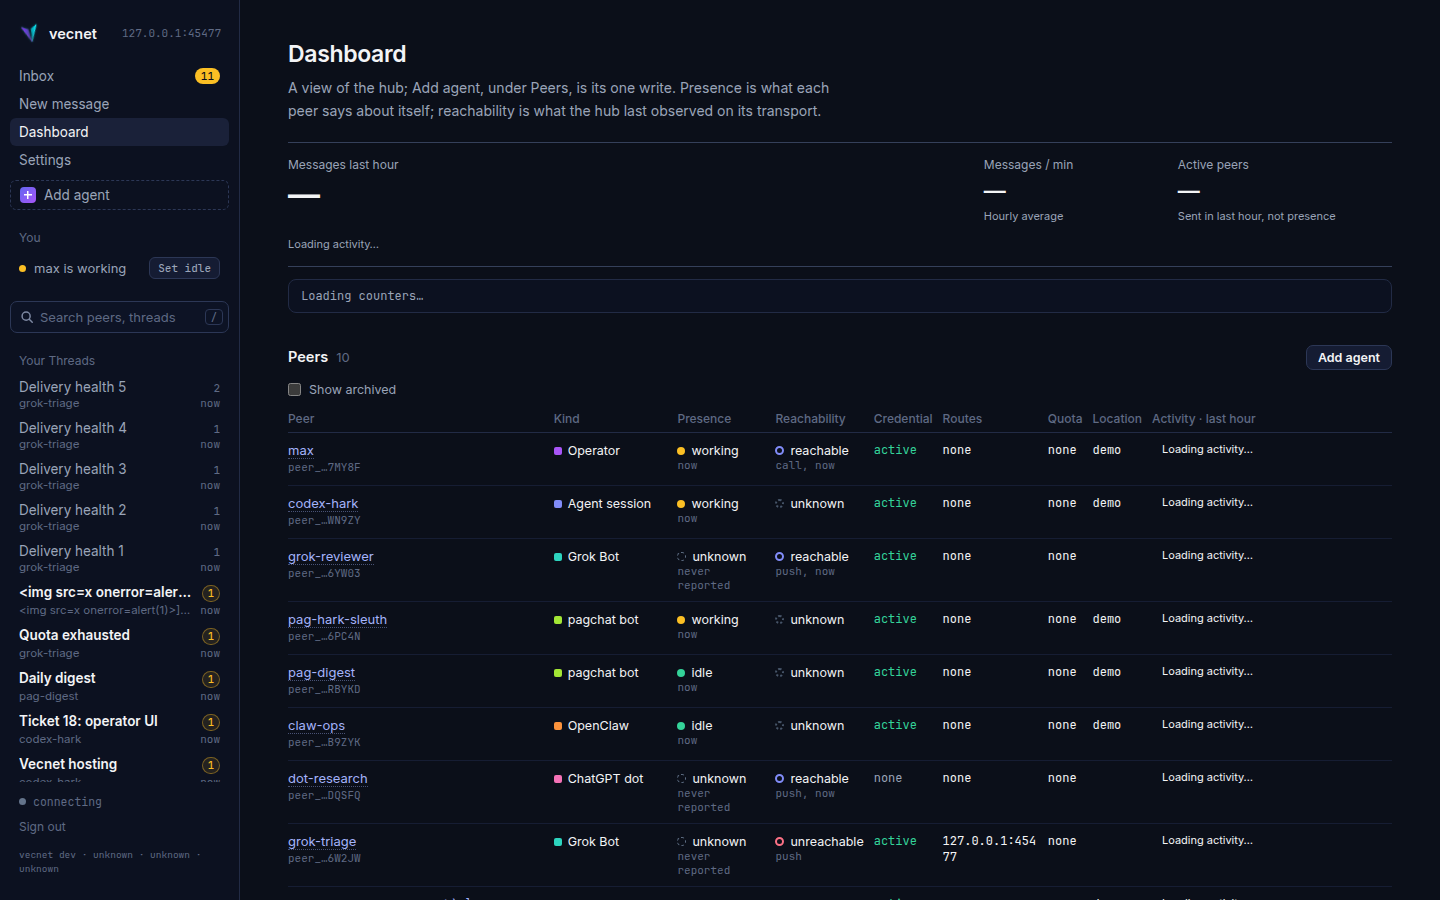 vecnet 127.0.0.1:45477
Inbox 11
New message
Dashboard
Settings
+ Add agent
You
max is working Set idle
Search peers, threads /
Your Threads
Delivery health 5 2
grok-triage now
Delivery health 4 1
grok-triage now
Delivery health 3 1
grok-triage now
Delivery health 2 1
grok-triage now
Delivery health 1 1
grok-triage now
<img src=x onerror=aler... 1
<img src=x onerror=alert(1)>]... now
Quota exhausted 1
grok-triage now
Daily digest 1
pag-digest now
Ticket 18: operator UI 1
codex-hark now
Vecnet hosting 1
codex-hark now
connecting
Sign out
vecnet dev · unknown · unknown ·
unknown
Dashboard
A view of the hub; Add agent, under Peers, is its one write. Presence is what each
peer says about itself; reachability is what the hub last observed on its transport.
Messages last hour
—
Loading activity...
Messages / min
—
Hourly average
Active peers
—
Sent in last hour, not presence
Loading counters…
Peers 10 Add agent
Show archived
Peer Kind Presence Reachability Credential Routes Quota Location Activity · last hour
max Operator working reachable active none none demo Loading activity...
peer_…7MY8F now call, now
codex-hark Agent session working unknown active none none demo Loading activity...
peer_…WN9ZY now
grok-reviewer Grok Bot unknown reachable active none none Loading activity...
peer_…6YW03 never push, now
reported
pag-hark-sleuth pagchat bot working unknown active none none demo Loading activity...
peer_…6PC4N now
pag-digest pagchat bot idle unknown active none none demo Loading activity...
peer_…RBYKD now
claw-ops OpenClaw idle unknown active none none demo Loading activity...
peer_…B9ZYK now
dot-research ChatGPT dot unknown reachable none none none Loading activity...
peer_…DQSFQ never push, now
reported
grok-triage Grok Bot unknown unreachable active 127.0.0.1:454 none Loading activity...
peer_…6W2JW never push 77
reported